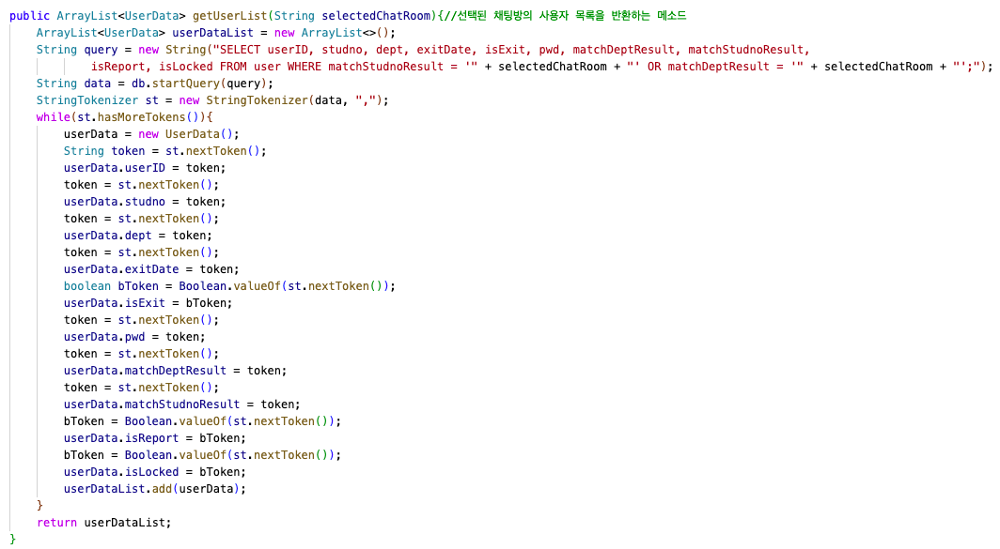 public ArrayList<UserData> getUserList(String selectedChatRoom){//선택된 채팅방의 사용자 목록을 반환하는 메소드
    ArrayList<UserData> userDataList = new ArrayList<>();
    String query = new String("SELECT userID, studno, dept, exitDate, isExit, pwd, matchDeptResult, matchStudnoResult,
            isReport, isLocked FROM user WHERE matchStudnoResult = '" + selectedChatRoom + "' OR matchDeptResult = '" + selectedChatRoom + "';");
    String data = db.startQuery(query);
    StringTokenizer st = new StringTokenizer(data, ",");
    while(st.hasMoreTokens()){
        userData = new UserData();
        String token = st.nextToken();
        userData.userID = token;
        token = st.nextToken();
        userData.studno = token;
        token = st.nextToken();
        userData.dept = token;
        token = st.nextToken();
        userData.exitDate = token;
        boolean bToken = Boolean.valueOf(st.nextToken());
        userData.isExit = bToken;
        token = st.nextToken();
        userData.pwd = token;
        token = st.nextToken();
        userData.matchDeptResult = token;
        token = st.nextToken();
        userData.matchStudnoResult = token;
        bToken = Boolean.valueOf(st.nextToken());
        userData.isReport = bToken;
        bToken = Boolean.valueOf(st.nextToken());
        userData.isLocked = bToken;
        userDataList.add(userData);
    }
    return userDataList;
}